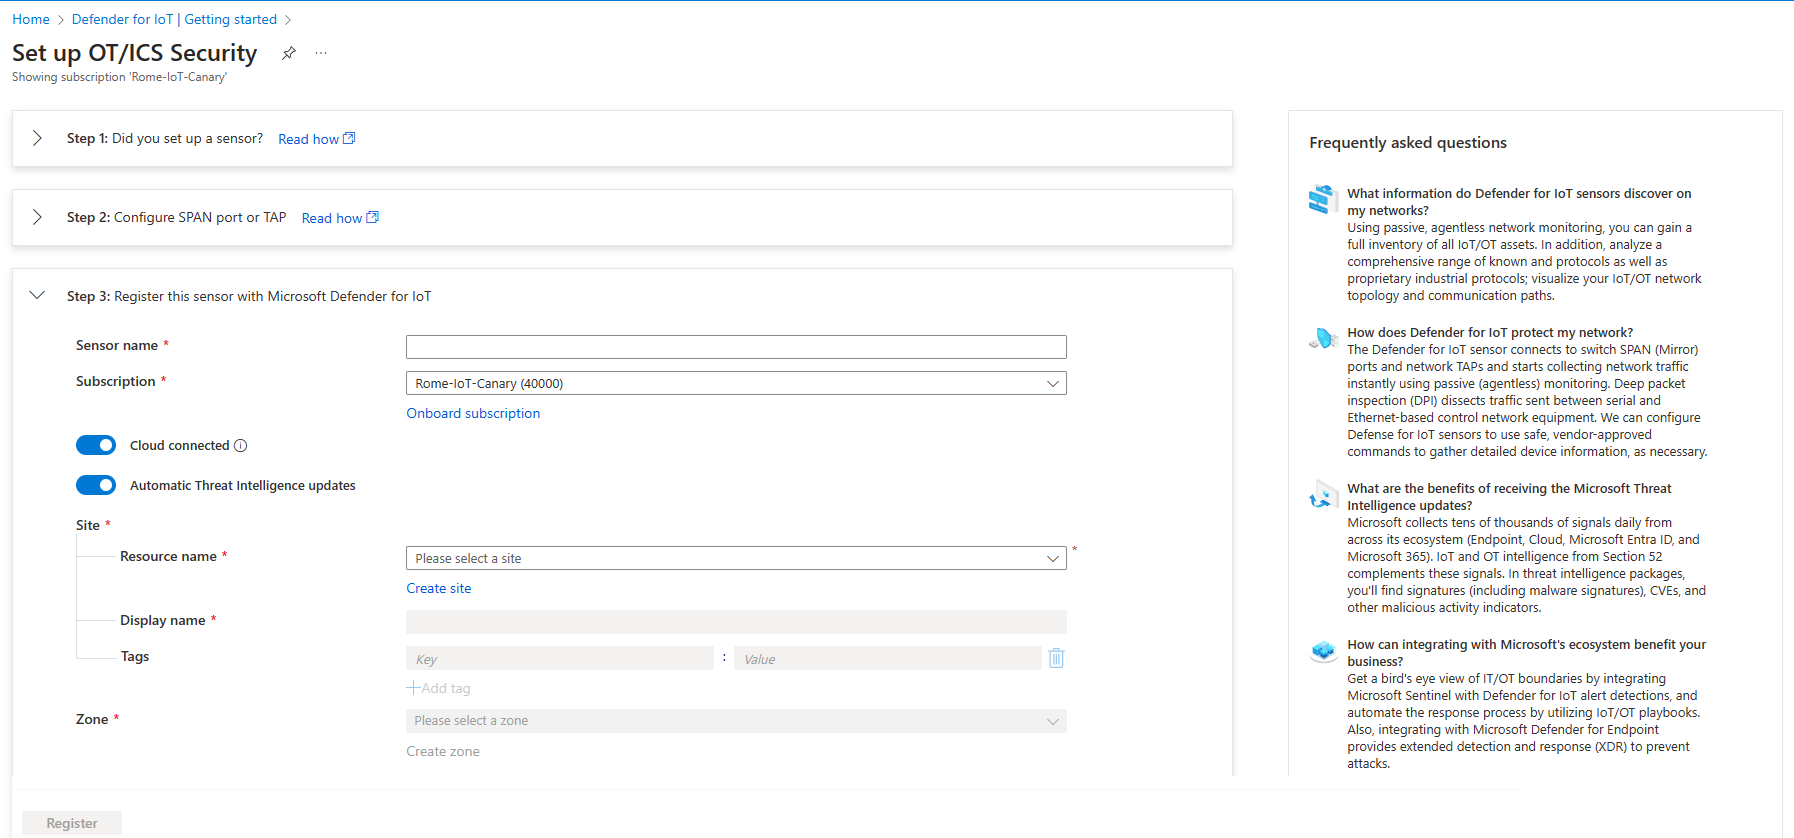 Home > Defender for IoT | Getting started >
Set up OT/ICS Security ...
Showing subscription 'Rome-IoT-Canary'
Step 1: Did you set up a sensor? Read how
Step 2: Configure SPAN port or TAP Read how
Step 3: Register this sensor with Microsoft Defender for IoT
Sensor name *
Subscription * Rome-IoT-Canary (40000)
Onboard subscription
Cloud connected
Automatic Threat Intelligence updates
Site *
Resource name * Please select a site *
Create site
Display name *
Tags Key : Value
+Add tag
Zone * Please select a zone
Create zone
Register
Frequently asked questions
What information do Defender for IoT sensors discover on
my networks?
Using passive, agentless network monitoring, you can gain a
full inventory of all IoT/OT assets. In addition, analyze a
comprehensive range of known and protocols as well as
proprietary industrial protocols; visualize your IoT/OT network
topology and communication paths.
How does Defender for IoT protect my network?
The Defender for IoT sensor connects to switch SPAN (Mirror)
ports and network TAPs and starts collecting network traffic
instantly using passive (agentless) monitoring. Deep packet
inspection (DPI) dissects traffic sent between serial and
Ethernet-based control network equipment. We can configure
Defense for IoT sensors to use safe, vendor-approved
commands to gather detailed device information, as necessary.
What are the benefits of receiving the Microsoft Threat
Intelligence updates?
Microsoft collects tens of thousands of signals daily from
across its ecosystem (Endpoint, Cloud, Microsoft Entra ID, and
Microsoft 365). IoT and OT intelligence from Section 52
complements these signals. In threat intelligence packages,
you'll find signatures (including malware signatures), CVEs, and
other malicious activity indicators.
How can integrating with Microsoft's ecosystem benefit your
business?
Get a bird's eye view of IT/OT boundaries by integrating
Microsoft Sentinel with Defender for IoT alert detections, and
automate the response process by utilizing IoT/OT playbooks.
Also, integrating with Microsoft Defender for Endpoint
provides extended detection and response (XDR) to prevent
attacks.